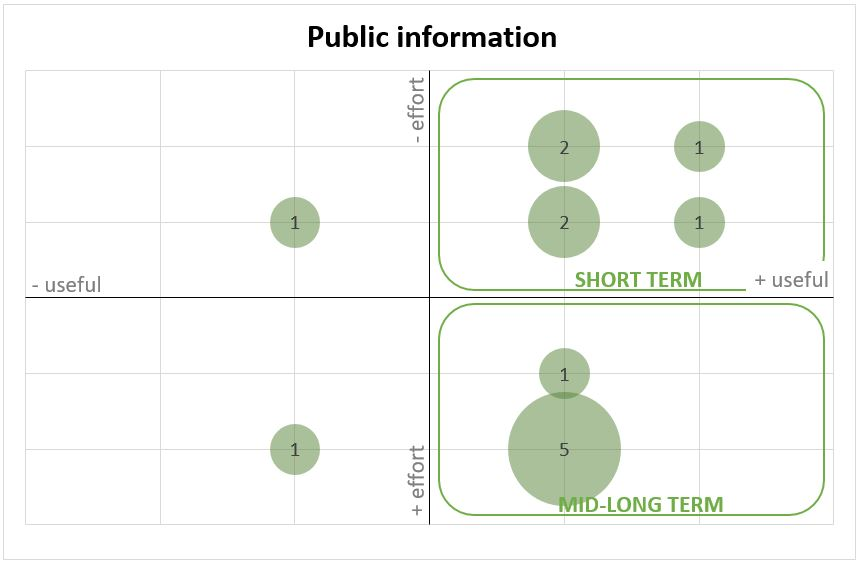 Public information
- effort
2
1
1
2
1
SHORT TERM
- useful
+ useful
1
1
5
+ effort
MID-LONG TERM